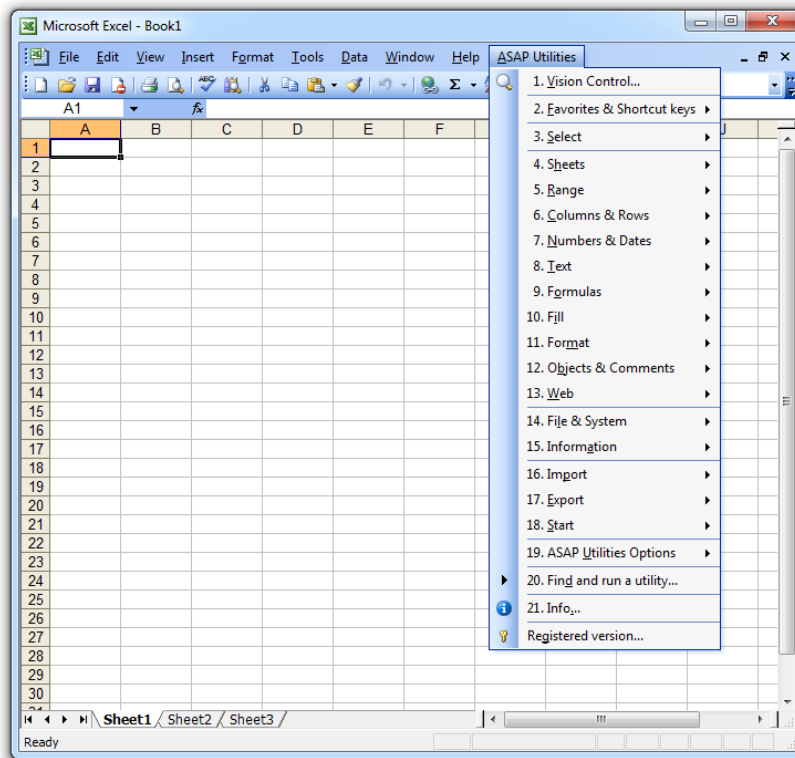 Microsoft Excel - Book1
File Edit View Insert Format Tools Data Window Help ASAP Utilities
A1 fx
A B C D E F
1
2
3
4
5
6
7
8
9
10
11
12
13
14
15
16
17
18
19
20
21
22
23
24
25
26
27
28
29
30
1. Vision Control...
2. Favorites & Shortcut keys
3. Select
4. Sheets
5. Range
6. Columns & Rows
7. Numbers & Dates
8. Text
9. Formulas
10. Fill
11. Format
12. Objects & Comments
13. Web
14. File & System
15. Information
16. Import
17. Export
18. Start
19. ASAP Utilities Options
20. Find and run a utility...
21. Info...
Registered version...
Sheet1 Sheet2 Sheet3
Ready